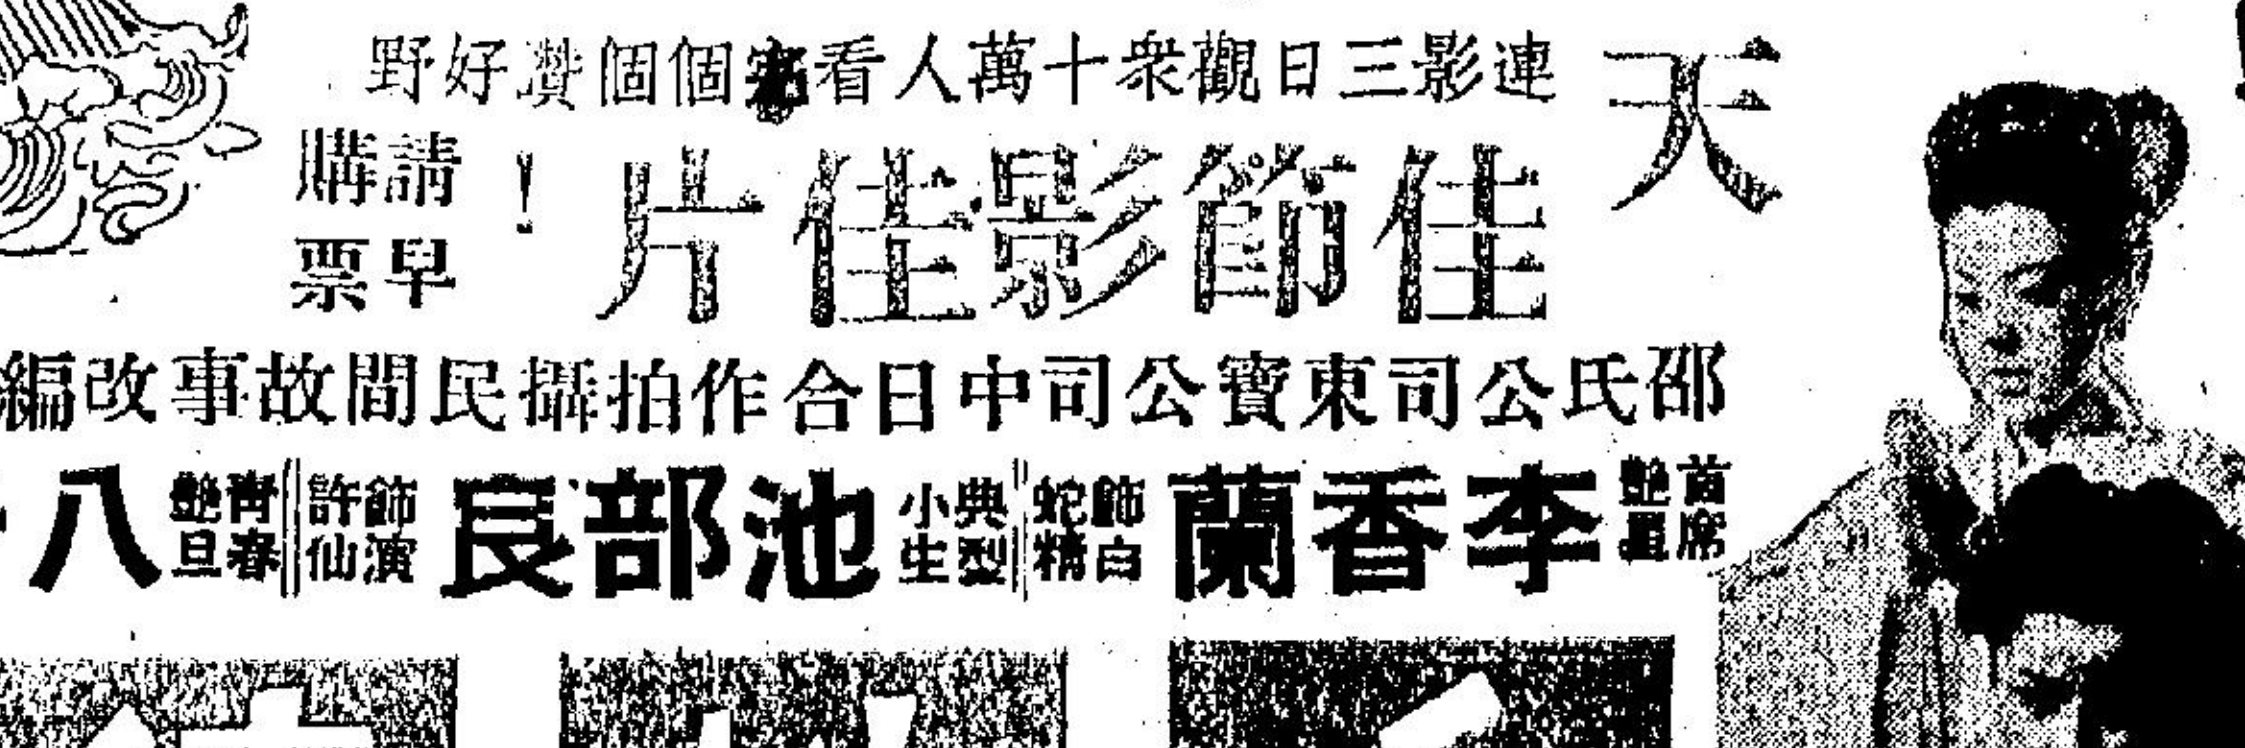 天
連影三日觀衆十萬人看個個讚好野
佳節影佳片！
請早
購票
邵氏公司東寶公司中日合作拍攝民間故事改編
首席艷星李香蘭飾白蛇精典型小生池部良飾演許仙青春艷旦八